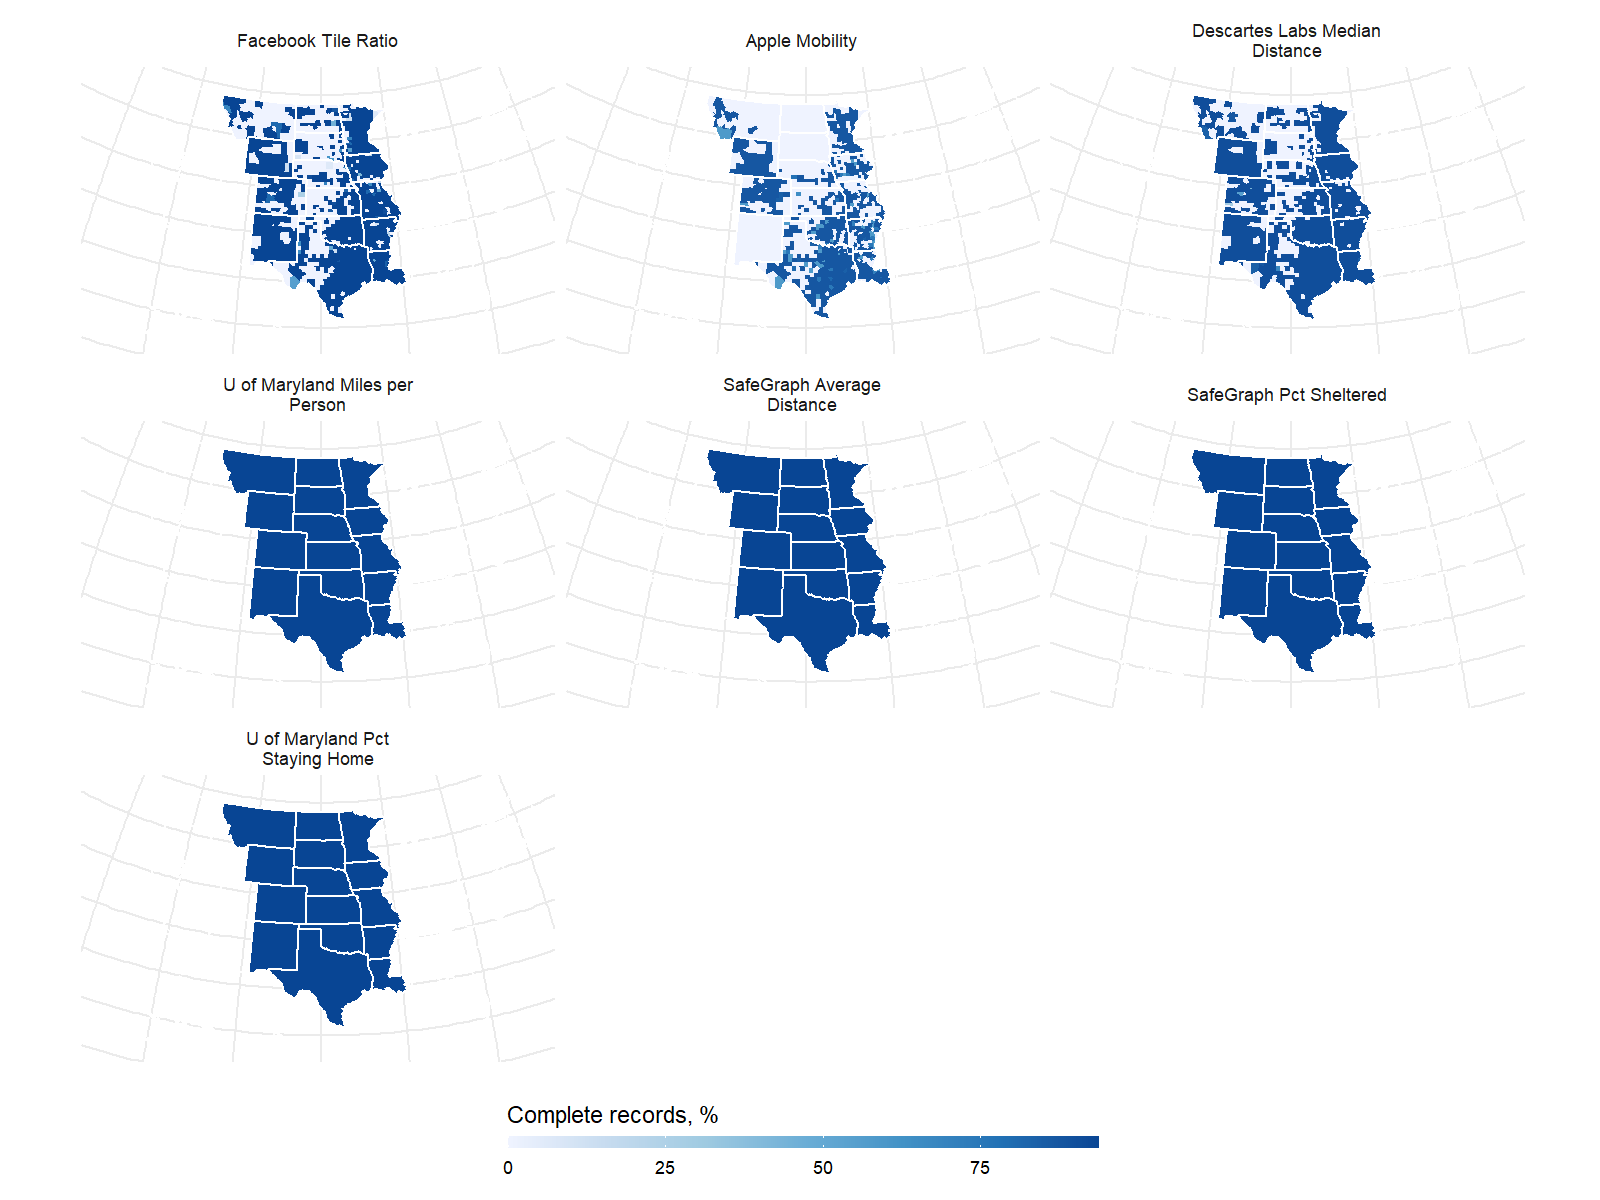 Facebook Tile Ratio
Apple Mobility
Descartes Labs Median
Distance
U of Maryland Miles per
Person
SafeGraph Average
Distance
SafeGraph Pct Sheltered
U of Maryland Pct
Staying Home
Complete records, %
0 25 50 75